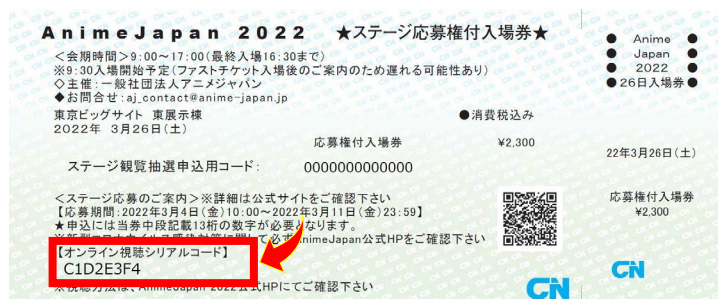 AnimeJapan 2022 ★ステージ応募権付入場券★
<会期時間>9:00~17:00(最終入場16:30まで)
※9:30入場開始予定(ファストチケット入場後のご案内のため遅れる可能性あり)
◇主催:一般社団法人アニメジャパン
◆お問合せ:aj_contact@anime-japan.jp
東京ビッグサイト 東展示棟 ●消費税込み
2022年 3月26日(土)
応募権付入場券 ¥2,300
ステージ観覧抽選申込用コード: 0000000000000
<ステージ応募のご案内>※詳細は公式サイトをご確認下さい
【応募期間:2022年3月4日(金)10:00~2022年3月11日(金)23:59】
★申込には当券中段記載13桁の数字が必要となります。
AnimeJapan公式HPをご確認下さい
【オンライン視聴シリアルコード】
C1D2E3F4
※視聴方法は、AnimeJapan 2022公式HPにてご確認下さい
CN
● Anime ●
● Japan ●
● 2022 ●
●26日入場券●
22年3月26日(土)
応募権付入場券
¥2,300
CN